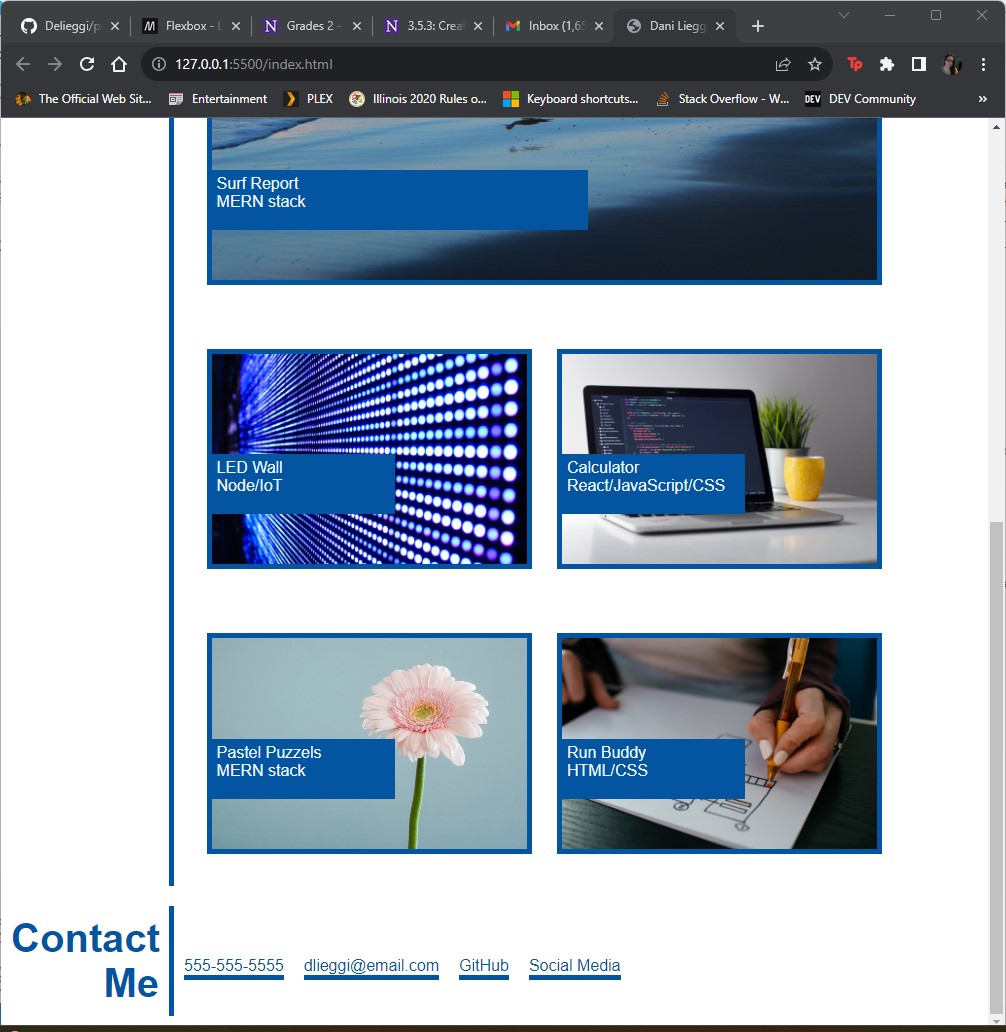 Delieggi/p
Flexbox - L
Grades 2 -
3.5.3: Crea
Inbox (1,6
Dani Liegg
127.0.0.1:5500/index.html
Tp
The Official Web Sit...
Entertainment
PLEX
Illinois 2020 Rules o...
Keyboard shortcuts...
Stack Overflow - W...
DEV
DEV Community
»
Surf Report
MERN stack
LED Wall
Node/IoT
Calculator
React/JavaScript/CSS
Pastel Puzzels
MERN stack
Run Buddy
HTML/CSS
Contact
Me
555-555-5555
dlieggi@email.com
GitHub
Social Media